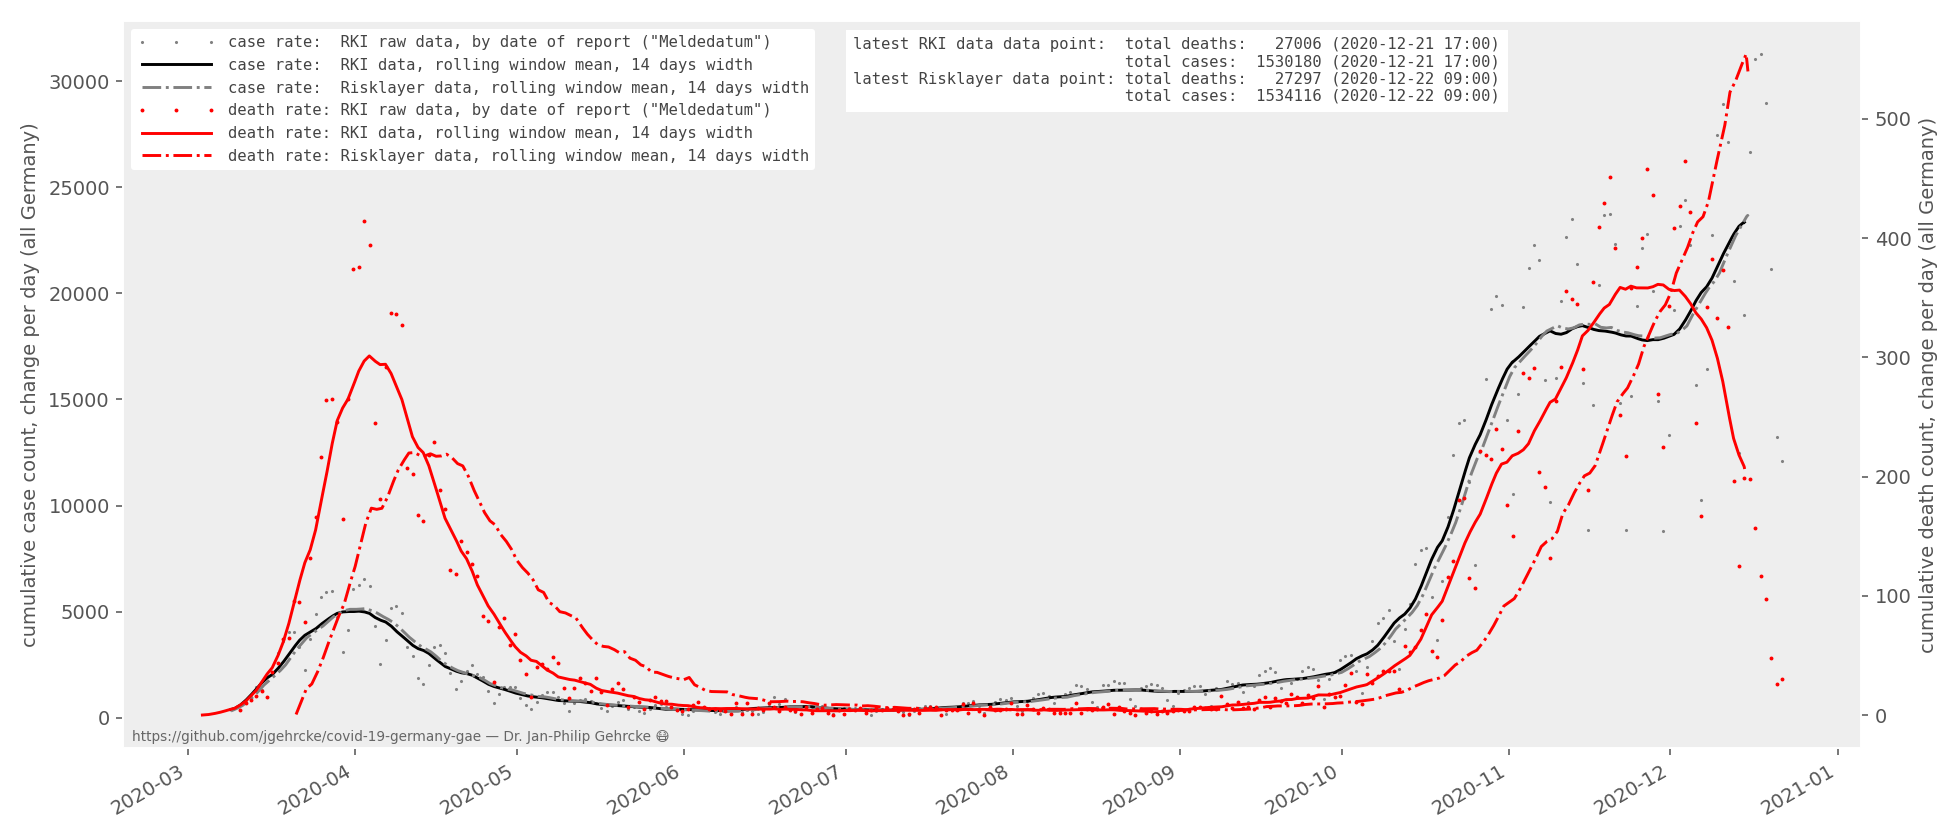 case rate:  RKI raw data, by date of report ("Meldedatum")
case rate:  RKI data, rolling window mean, 14 days width
case rate:  Risklayer data, rolling window mean, 14 days width
death rate: RKI raw data, by date of report ("Meldedatum")
death rate: RKI data, rolling window mean, 14 days width
death rate: Risklayer data, rolling window mean, 14 days width
latest RKI data data point:  total deaths:   27006 (2020-12-21 17:00)
total cases:  1530180 (2020-12-21 17:00)
latest Risklayer data point: total deaths:   27297 (2020-12-22 09:00)
total cases:  1534116 (2020-12-22 09:00)
cumulative case count, change per day (all Germany)
30000
25000
20000
15000
10000
5000
0
500
400
300
200
100
0
cumulative death count, change per day (all Germany)
https://github.com/jgehrcke/covid-19-germany-gae — Dr. Jan-Philip Gehrcke 😷
2020-03
2020-04
2020-05
2020-06
2020-07
2020-08
2020-09
2020-10
2020-11
2020-12
2021-01